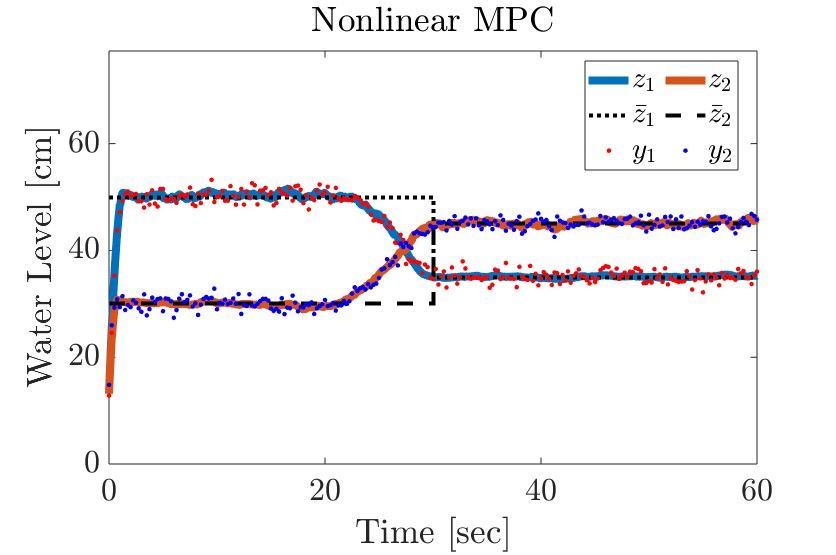 Nonlinear MPC
z₁ z₂
z̄₁ z̄₂
y₁ y₂
Water Level [cm]
60
40
20
0
0 20 40 60
Time [sec]